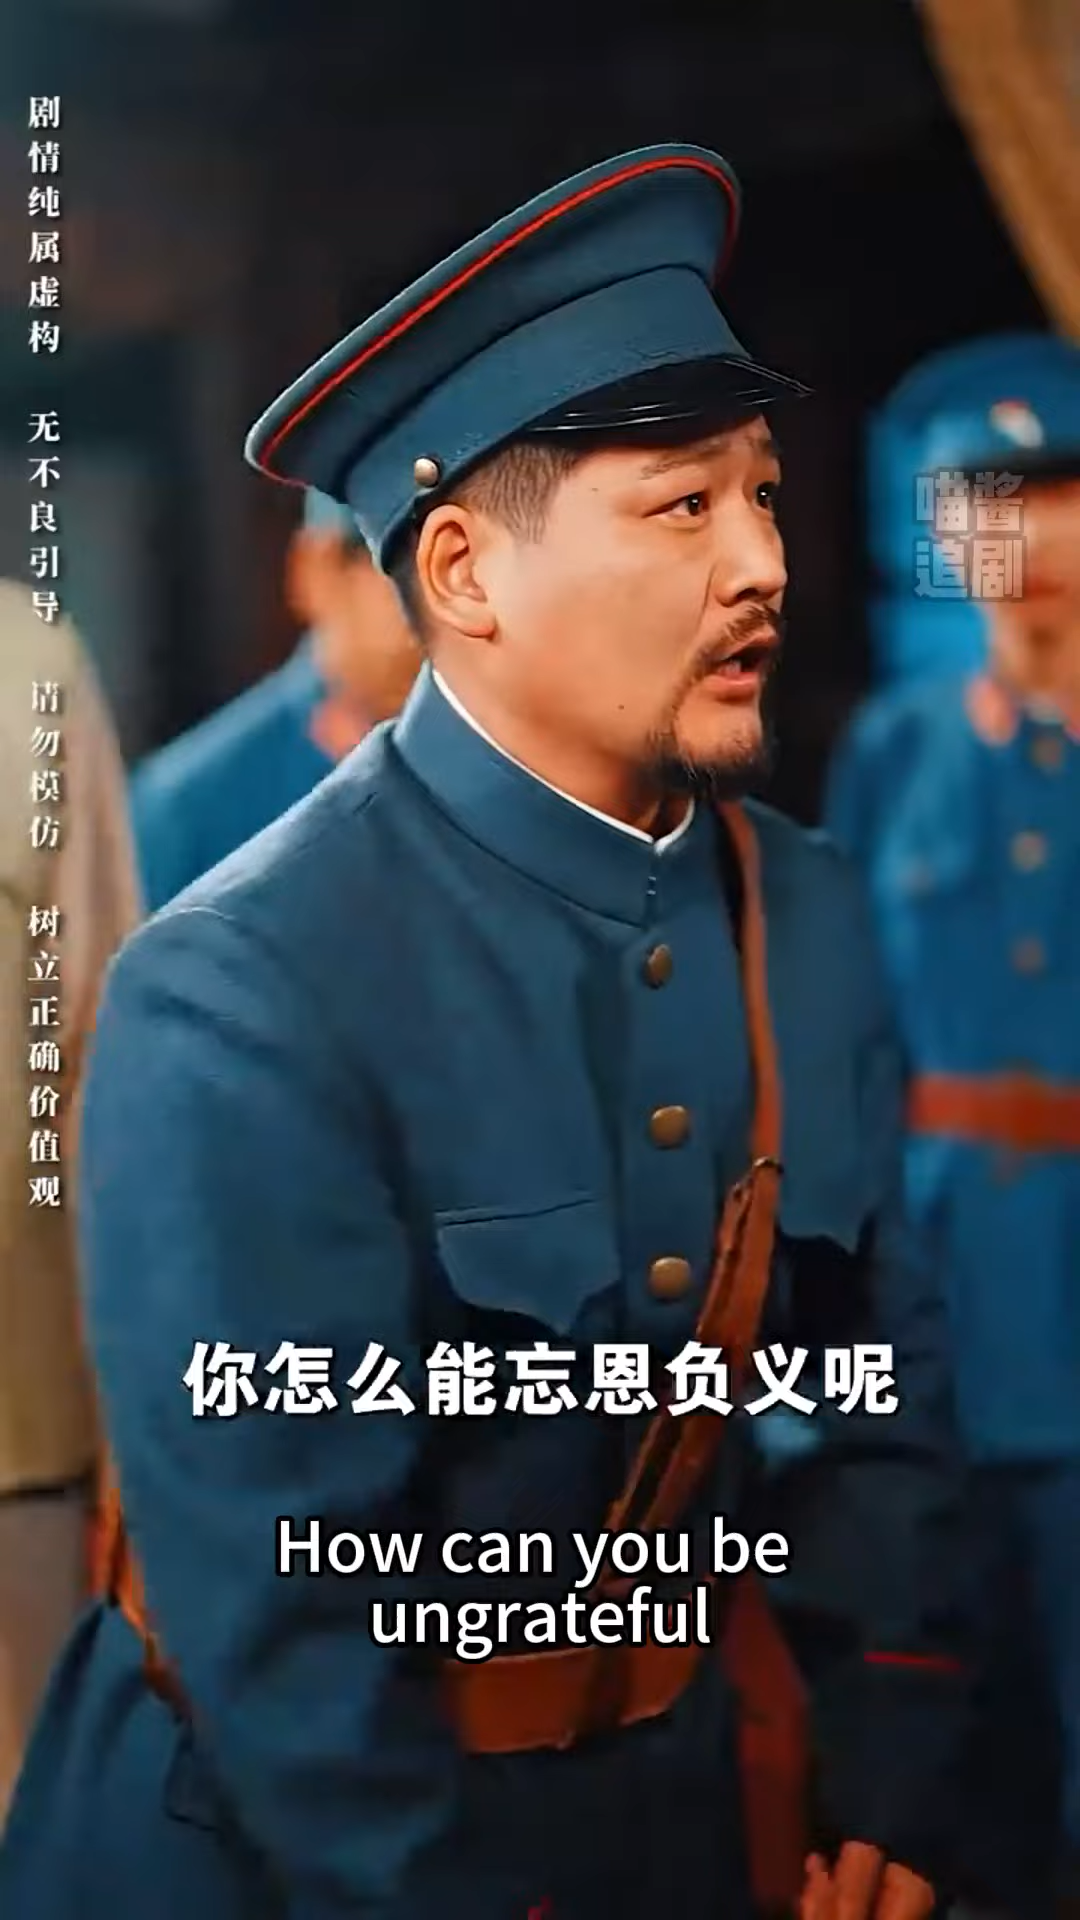 剧情纯属虚构 无不良引导 请勿模仿 树立正确价值观
喵酱
追剧
你怎么能忘恩负义呢
How can you be
ungrateful